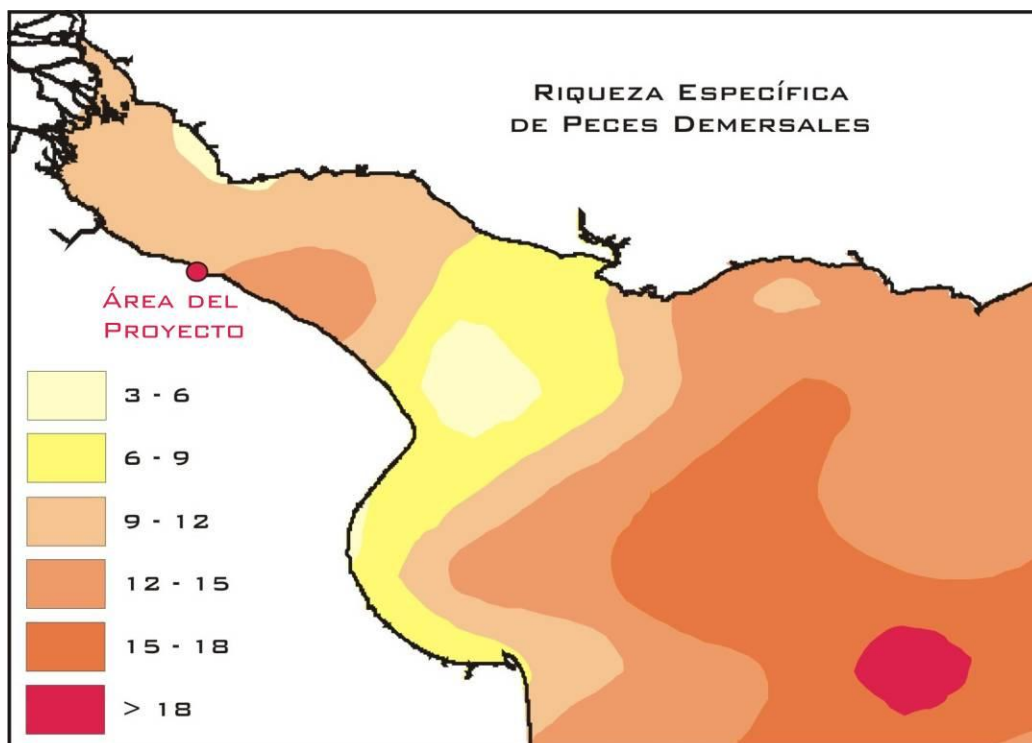 RIQUEZA ESPECÍFICA
DE PECES DEMERSALES
ÁREA DEL
PROYECTO
3 - 6
6 - 9
9 - 12
12 - 15
15 - 18
> 18